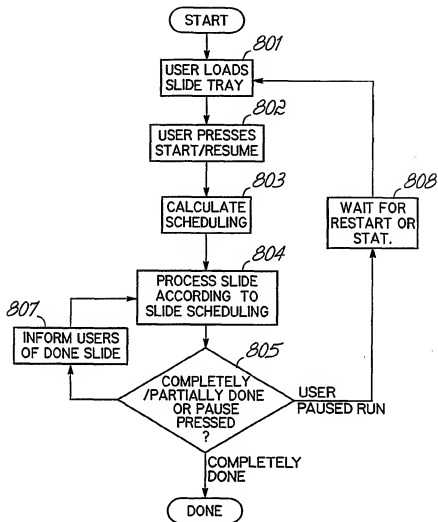 START
801
USER LOADS
SLIDE TRAY
802
USER PRESSES
START/RESUME
803
CALCULATE
SCHEDULING
808
WAIT FOR
RESTART OR
STAT.
804
PROCESS SLIDE
ACCORDING TO
SLIDE SCHEDULING
807
INFORM USERS
OF DONE SLIDE
805
COMPLETELY
/PARTIALLY DONE
OR PAUSE
PRESSED
?
USER
PAUSED RUN
COMPLETELY
DONE
DONE